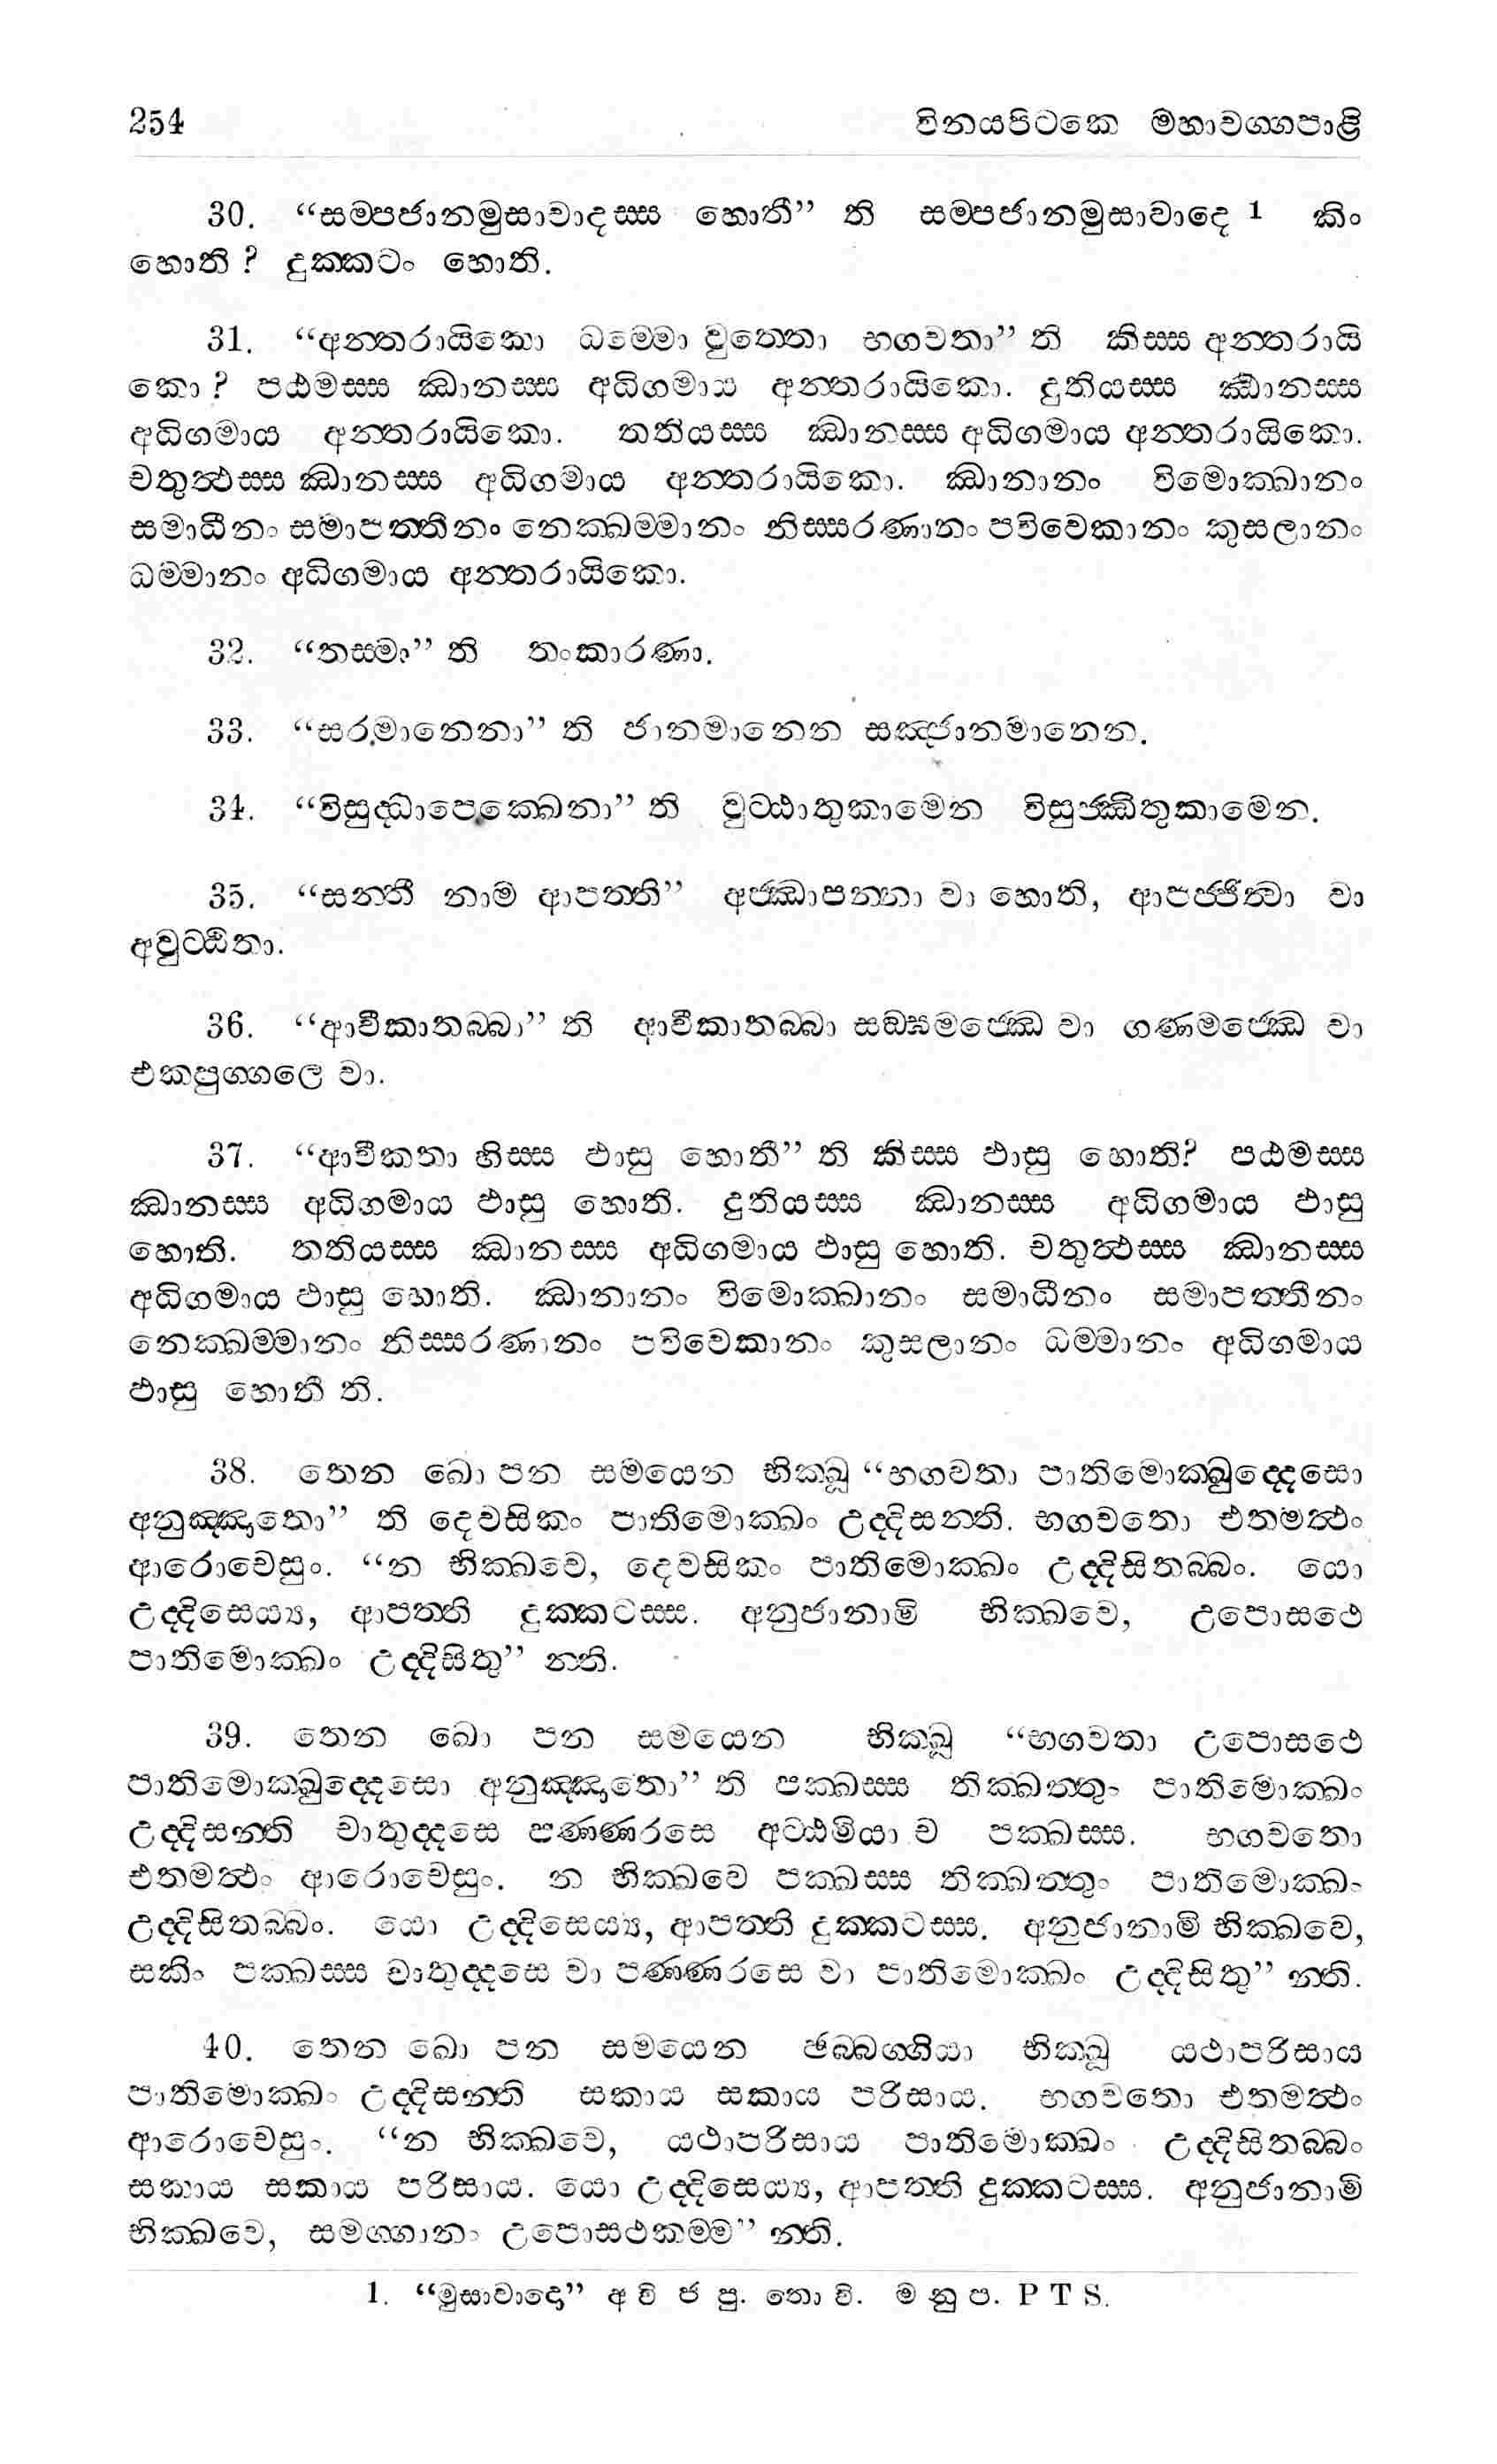 254 විනයපිටකෙ මහාවග්ගපාළි
30. “සම්පජානමුසාවාදස්ස හොතී” ති සම්පජානමුසාවාදෙ 1 කිං
හොති ? දුක්කටං හොති.
31. “අන්තරායිකො ධම්මො වුත්තො භගවතා” ති කිස්ස අන්තරායි
කො ? පඨමස්ස ඣානස්ස අධිගමාය අන්තරායිකො. දුතියස්ස ඣානස්ස
අධිගමාය අන්තරායිකො. තතියස්ස ඣානස්ස අධිගමාය අන්තරායිකො.
චතුත්ථස්ස ඣානස්ස අධිගමාය අන්තරායිකො. ඣානානං විමොක්ඛානං
සමාධීනං සමාපත්තීනං නෙක්ඛම්මානං නිස්සරණානං පවිවෙකානං කුසලානං
ධම්මානං අධිගමාය අන්තරායිකො.
32. “තස්මා” ති තංකාරණා.
33. “සරමානෙනා” ති ජානමානෙන සඤ්ජානමානෙන.
34. “විසුද්ධාපෙක්ඛෙනා” ති වුට්ඨාතුකාමෙන විසුජ්ඣිතුකාමෙන.
35. “සන්තී නාම ආපත්ති” අජ්ඣාපන්නා වා හොති, ආපජ්ජිත්වා වා
අවුට්ඨිතා.
36. “ආවීකාතබ්බා” ති ආවීකාතබ්බා සඞ්ඝමජ්ඣෙ වා ගණමජ්ඣෙ වා
එකපුග්ගලෙ වා.
37. “ආවීකතා හිස්ස ඵාසු හොතී” ති කිස්ස ඵාසු හොති? පඨමස්ස
ඣානස්ස අධිගමාය ඵාසු හොති. දුතියස්ස ඣානස්ස අධිගමාය ඵාසු
හොති. තතියස්ස ඣානස්ස අධිගමාය ඵාසු හොති. චතුත්ථස්ස ඣානස්ස
අධිගමාය ඵාසු හොති. ඣානානං විමොක්ඛානං සමාධීනං සමාපත්තීනං
නෙක්ඛම්මානං නිස්සරණානං පවිවෙකානං කුසලානං ධම්මානං අධිගමාය
ඵාසු හොතී ති.
38. තෙන ඛො පන සමයෙන භික්ඛූ “භගවතා පාතිමොක්ඛුද්දෙසො
අනුඤ්ඤාතො” ති දෙවසිකං පාතිමොක්ඛං උද්දිසන්ති. භගවතො එතමත්ථං
ආරොචෙසුං. “න භික්ඛවෙ, දෙවසිකං පාතිමොක්ඛං උද්දිසිතබ්බං. යො
උද්දිසෙය්‍ය, ආපත්ති දුක්කටස්ස. අනුජානාමි භික්ඛවෙ, උපොසථෙ
පාතිමොක්ඛං උද්දිසිතු” න්ති.
39. තෙන ඛො පන සමයෙන භික්ඛූ “භගවතා උපොසථෙ
පාතිමොක්ඛුද්දෙසො අනුඤ්ඤාතො” ති පක්ඛස්ස තික්ඛත්තුං පාතිමොක්ඛං
උද්දිසන්ති චාතුද්දසෙ පණ්ණරසෙ අට්ඨමියා ච පක්ඛස්ස. භගවතො
එතමත්ථං ආරොචෙසුං. න භික්ඛවෙ පක්ඛස්ස තික්ඛත්තුං පාතිමොක්ඛං
උද්දිසිතබ්බං. යො උද්දිසෙය්‍ය, ආපත්ති දුක්කටස්ස. අනුජානාමි භික්ඛවෙ,
සකිං පක්ඛස්ස චාතුද්දසෙ වා පණ්ණරසෙ වා පාතිමොක්ඛං උද්දිසිතු” න්ති.
40. තෙන ඛො පන සමයෙන ඡබ්බග්ගියා භික්ඛූ යථාපරිසාය
පාතිමොක්ඛං උද්දිසන්ති සකාය සකාය පරිසාය. භගවතො එතමත්ථං
ආරොචෙසුං. “න භික්ඛවෙ, යථාපරිසාය පාතිමොක්ඛං උද්දිසිතබ්බං
සකාය සකාය පරිසාය. යො උද්දිසෙය්‍ය, ආපත්ති දුක්කටස්ස. අනුජානාමි
භික්ඛවෙ, සමග්ගානං උපොසථකම්ම” න්ති.
1. “මුසාවාදො” අ වි ජ පු. තො වි. ම නු ප. P T S.